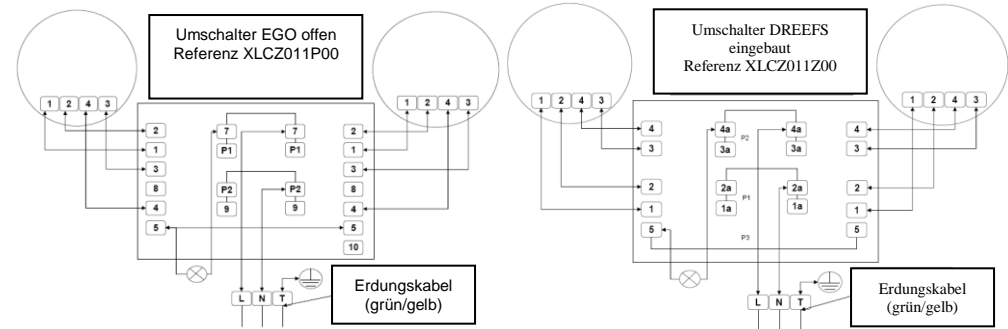 Umschalter EGO offen
Referenz XLCZ011P00
1 2 4 3
1 2 4 3
2 7 7 2
1 P1 P1 1
3 3
8 P2 P2 8
4 9 9 4
5 5
10
L N T
Erdungskabel
(grün/gelb)
Umschalter DREEFS
eingebaut
Referenz XLCZ011Z00
1 2 4 3
1 2 4 3
4 4a 4a 4
P2
3 3a 3a 3
2 2a 2a 2
P1
1 1a 1a 1
5 P3 5
L N T
Erdungskabel
(grün/gelb)